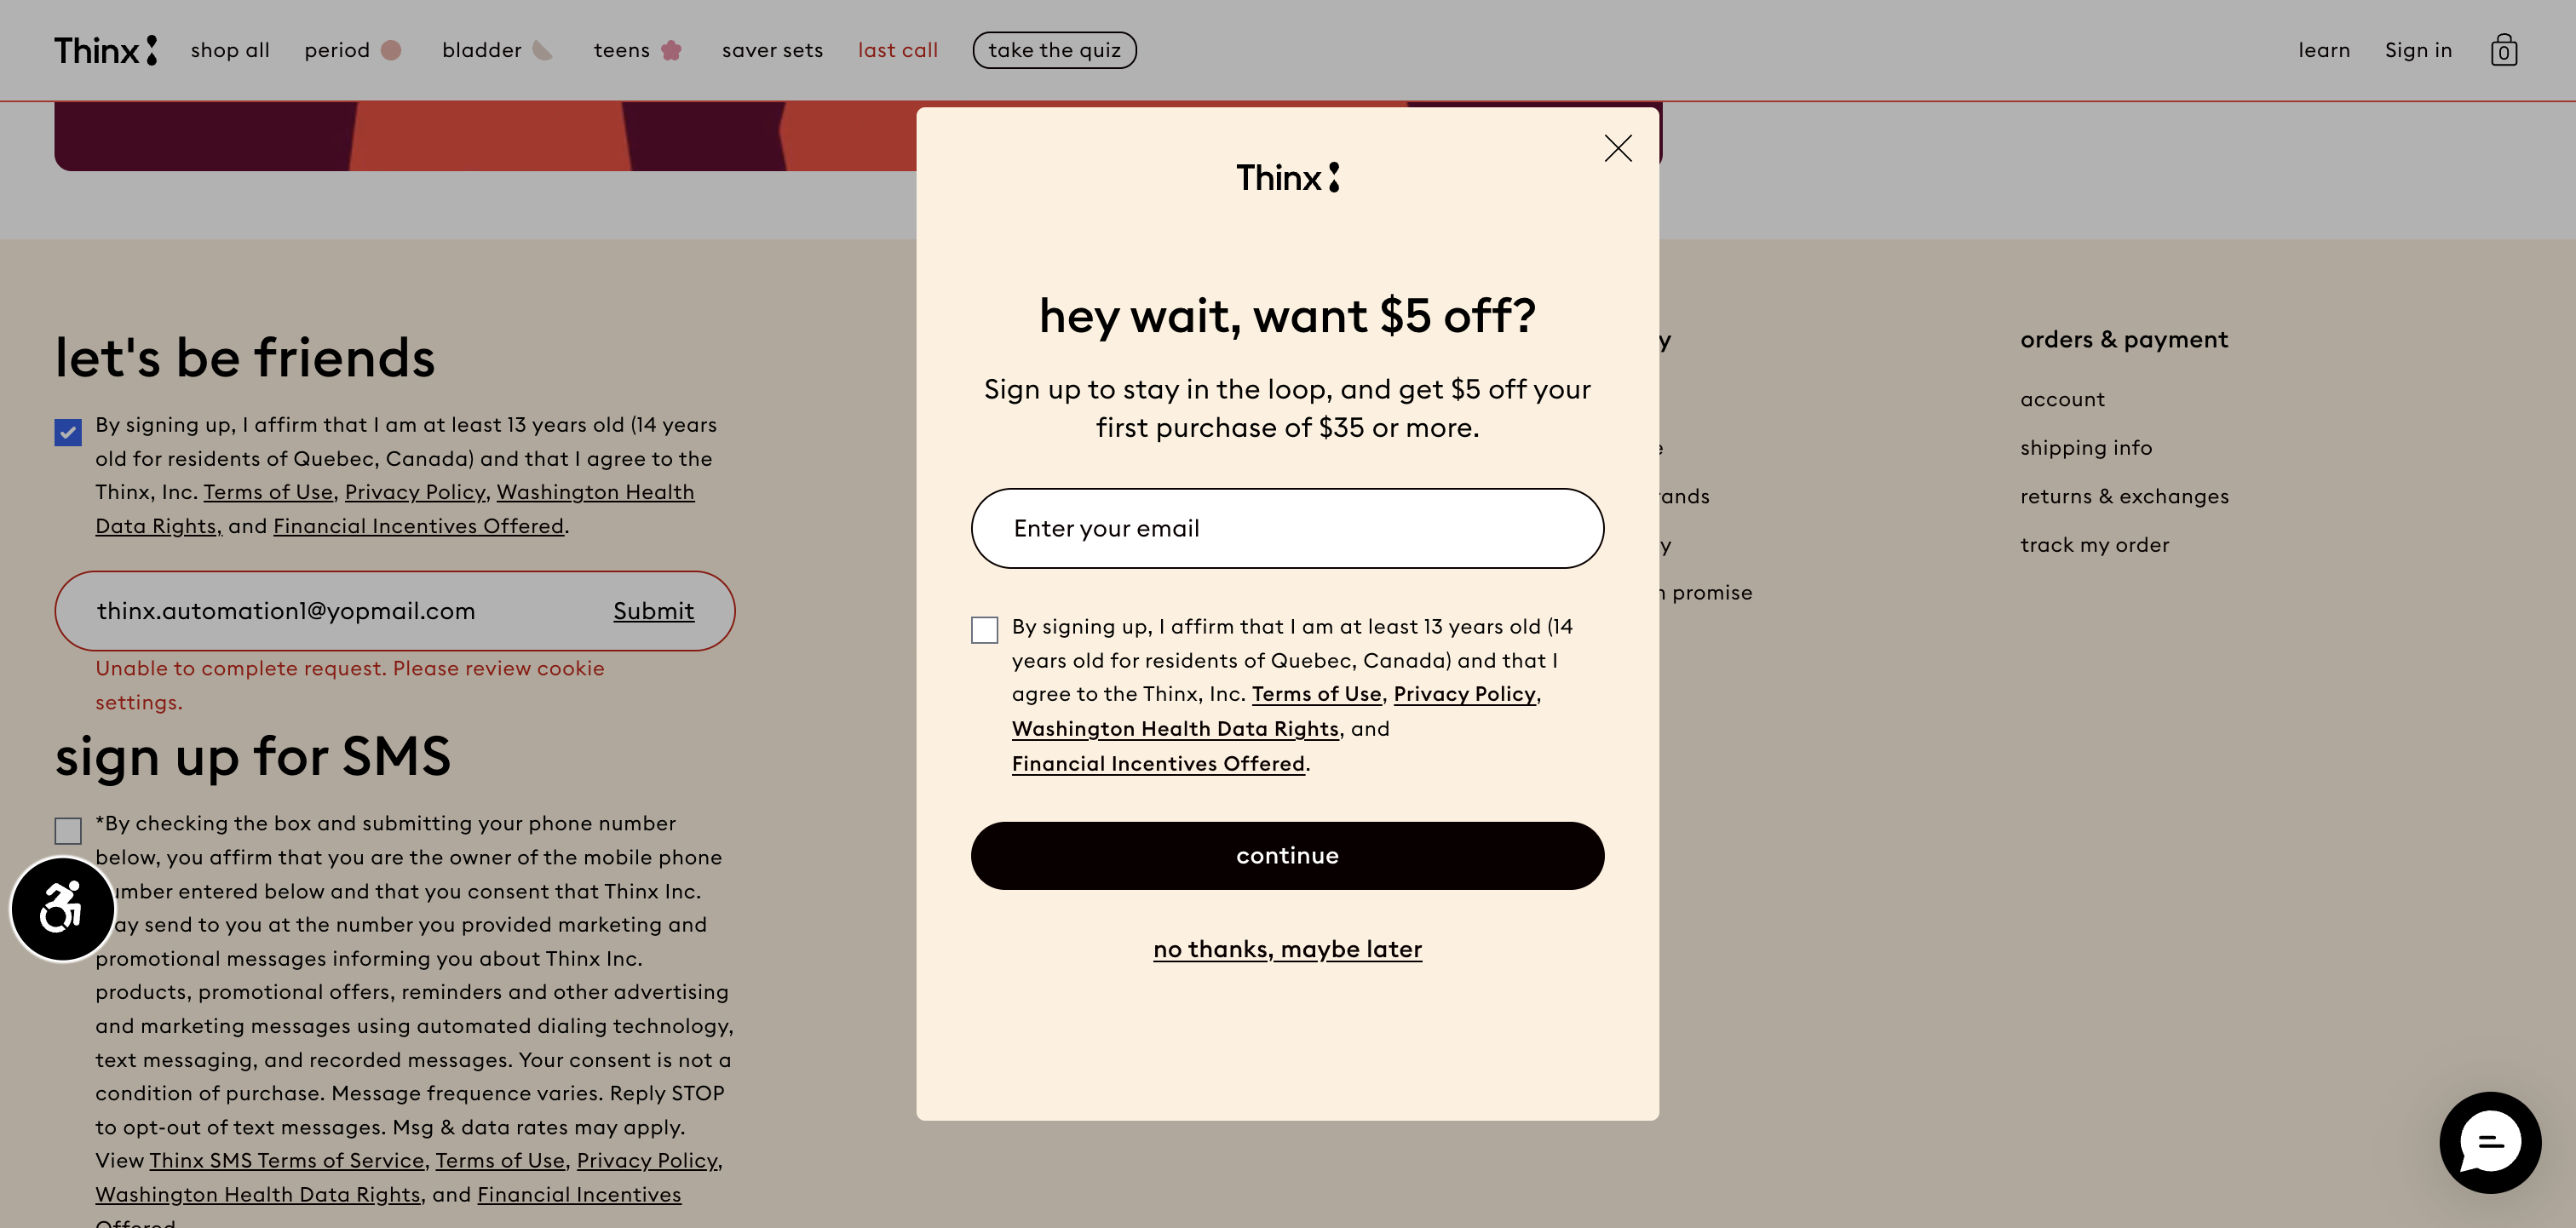 Thinx
shop all
period
bladder
teens
saver sets
last call
take the quiz
learn
Sign in
0
let's be friends
By signing up, I affirm that I am at least 13 years old (14 years
old for residents of Quebec, Canada) and that I agree to the
Thinx, Inc. Terms of Use, Privacy Policy, Washington Health
Data Rights, and Financial Incentives Offered.
thinx.automation1@yopmail.com
Submit
Unable to complete request. Please review cookie
settings.
sign up for SMS
*By checking the box and submitting your phone number
below, you affirm that you are the owner of the mobile phone
number entered below and that you consent that Thinx Inc.
may send to you at the number you provided marketing and
promotional messages informing you about Thinx Inc.
products, promotional offers, reminders and other advertising
and marketing messages using automated dialing technology,
text messaging, and recorded messages. Your consent is not a
condition of purchase. Message frequence varies. Reply STOP
to opt-out of text messages. Msg & data rates may apply.
View Thinx SMS Terms of Service, Terms of Use, Privacy Policy,
Washington Health Data Rights, and Financial Incentives
Offered
Thinx
hey wait, want $5 off?
Sign up to stay in the loop, and get $5 off your
first purchase of $35 or more.
Enter your email
By signing up, I affirm that I am at least 13 years old (14
years old for residents of Quebec, Canada) and that I
agree to the Thinx, Inc. Terms of Use, Privacy Policy,
Washington Health Data Rights, and
Financial Incentives Offered.
continue
no thanks, maybe later
promise
orders & payment
account
shipping info
returns & exchanges
track my order